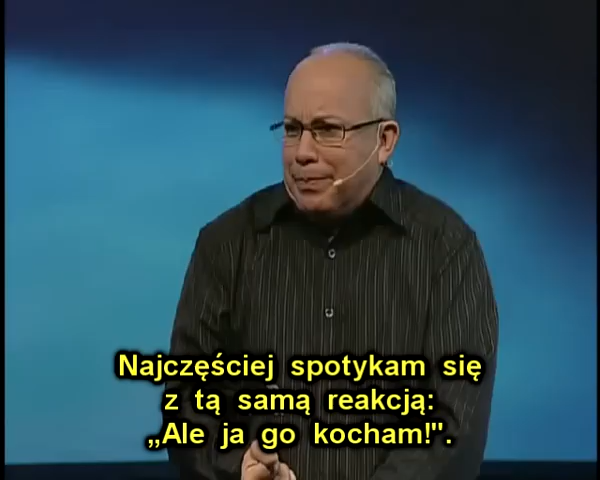 Najczęściej spotykam się
z tą samą reakcją:
„Ale ja go kocham!".